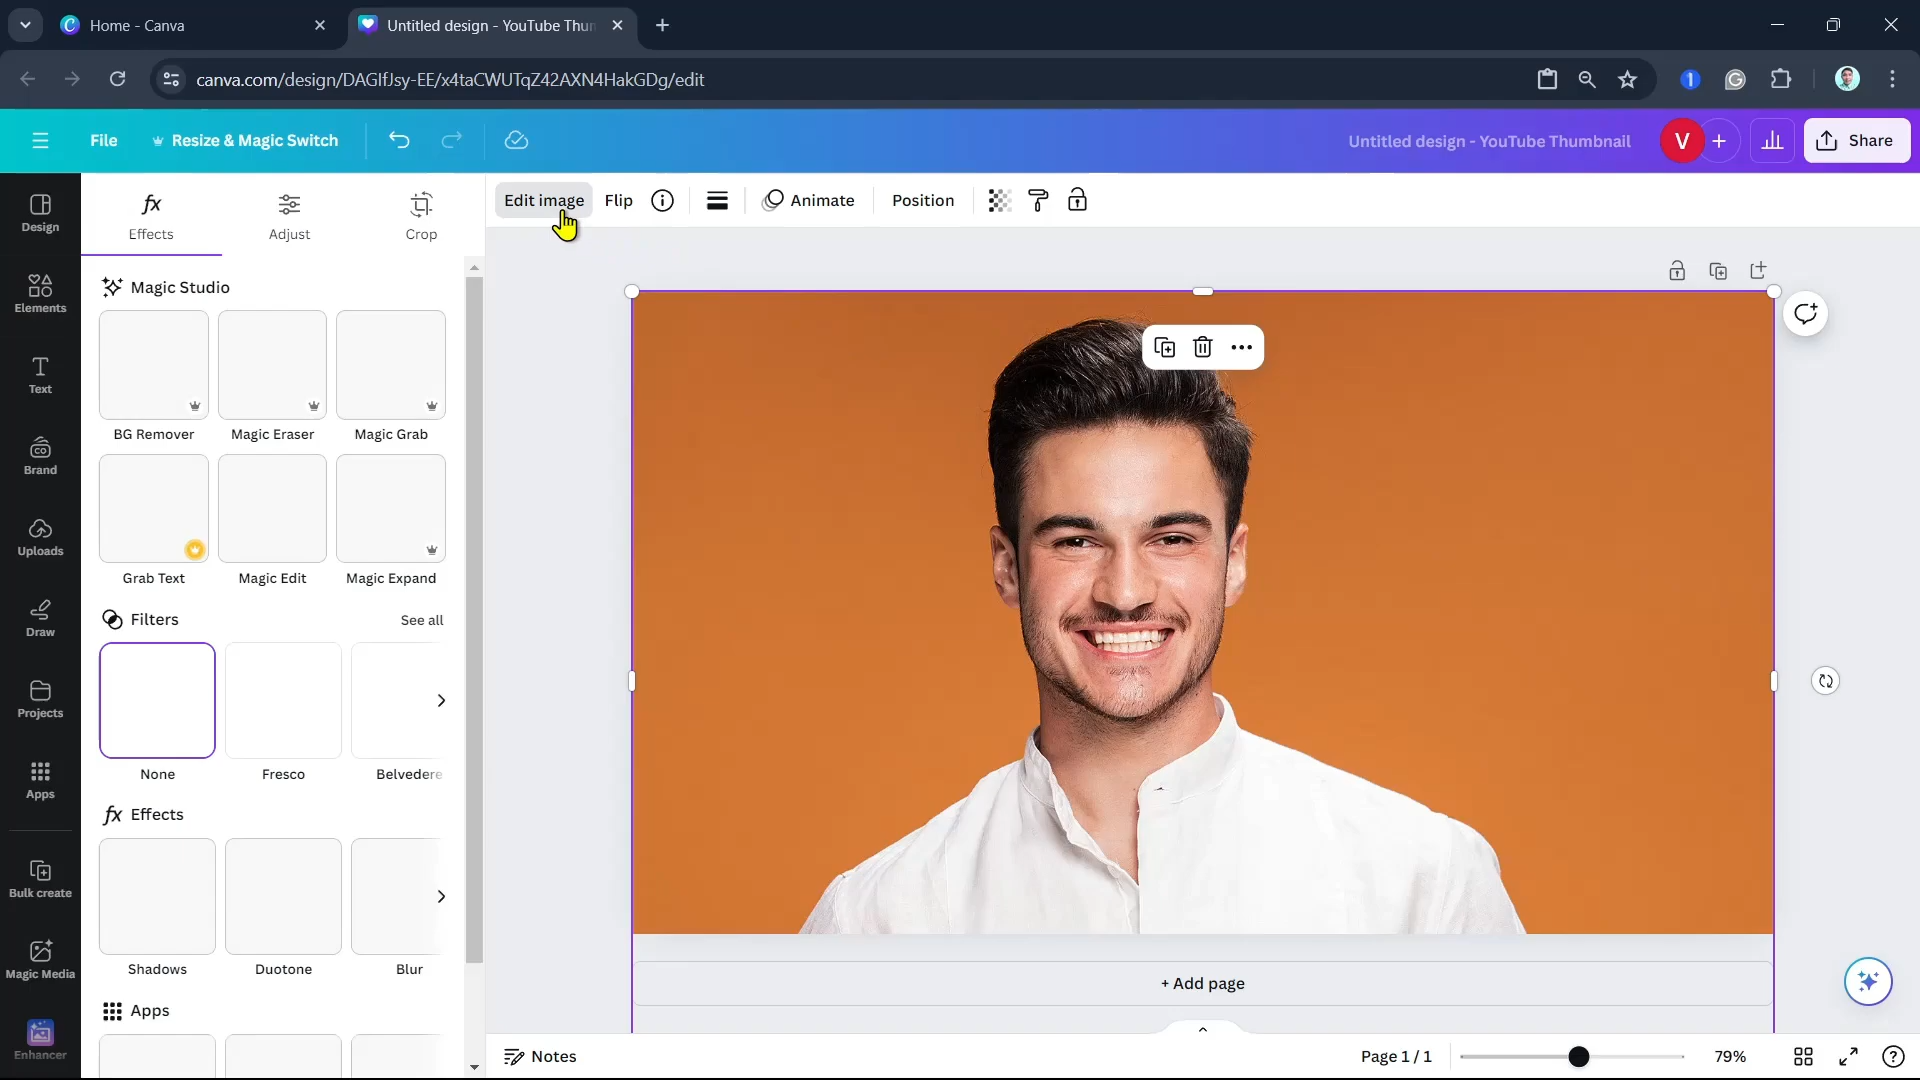 Home - Canva
Untitled design - YouTube Thun
canva.com/design/DAGIfJsy-EE/x4taCWUTqZ42AXN4HakGDg/edit
File
Resize & Magic Switch
Untitled design - YouTube Thumbnail
V
Share
Design
Elements
Text
Brand
Uploads
Draw
Projects
Apps
Bulk create
Magic Media
Enhancer
Effects
Adjust
Crop
Magic Studio
BG Remover
Magic Eraser
Magic Grab
Grab Text
Magic Edit
Magic Expand
Filters
See all
None
Fresco
Belvedere
Effects
Shadows
Duotone
Blur
Apps
Edit image
Flip
Animate
Position
+ Add page
Notes
Page 1 / 1
79%